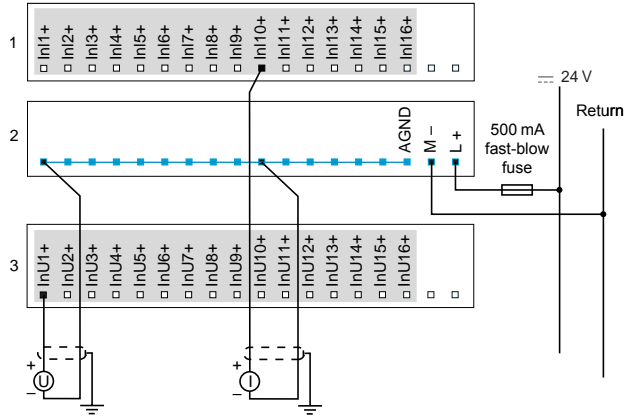 1
InI1+ InI2+ InI3+ InI4+ InI5+ InI6+ InI7+ InI8+ InI9+ InI10+ InI11+ InI12+ InI13+ InI14+ InI15+ InI16+
24 V
Return
2
AGND M – L +
500 mA
fast-blow
fuse
3
InU1+ InU2+ InU3+ InU4+ InU5+ InU6+ InU7+ InU8+ InU9+ InU10+ InU11+ InU12+ InU13+ InU14+ InU15+ InU16+
+ U –
+ I –